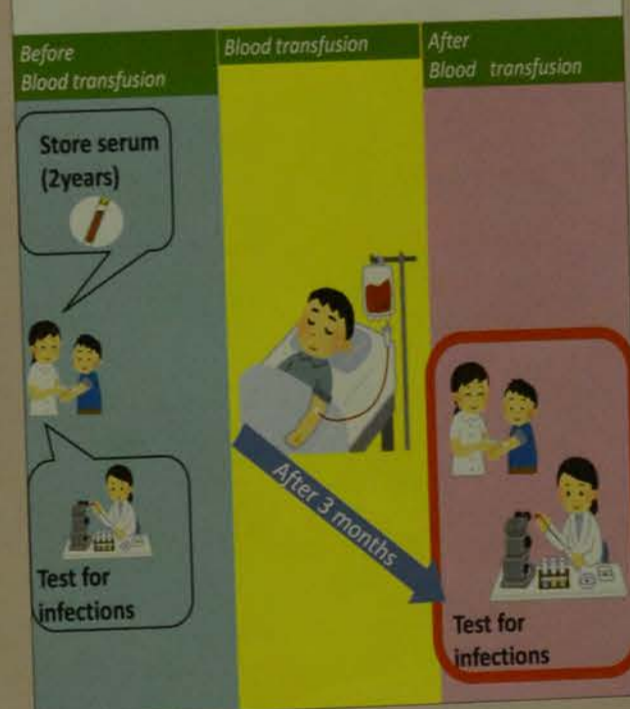 Before
Blood transfusion
Blood transfusion
After
Blood transfusion
Store serum
(2years)
Test for
infections
After 3 months
Test for
infections